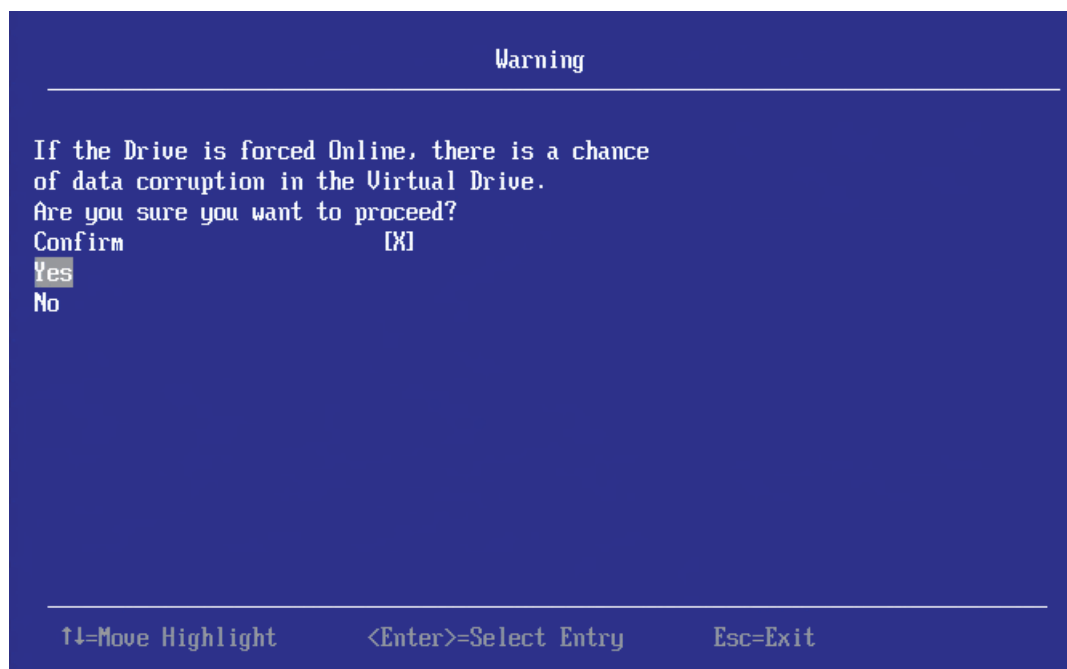 Warning
If the Drive is forced Online, there is a chance
of data corruption in the Virtual Drive.
Are you sure you want to proceed?
Confirm [X]
Yes
No
↑↓=Move Highlight <Enter>=Select Entry Esc=Exit